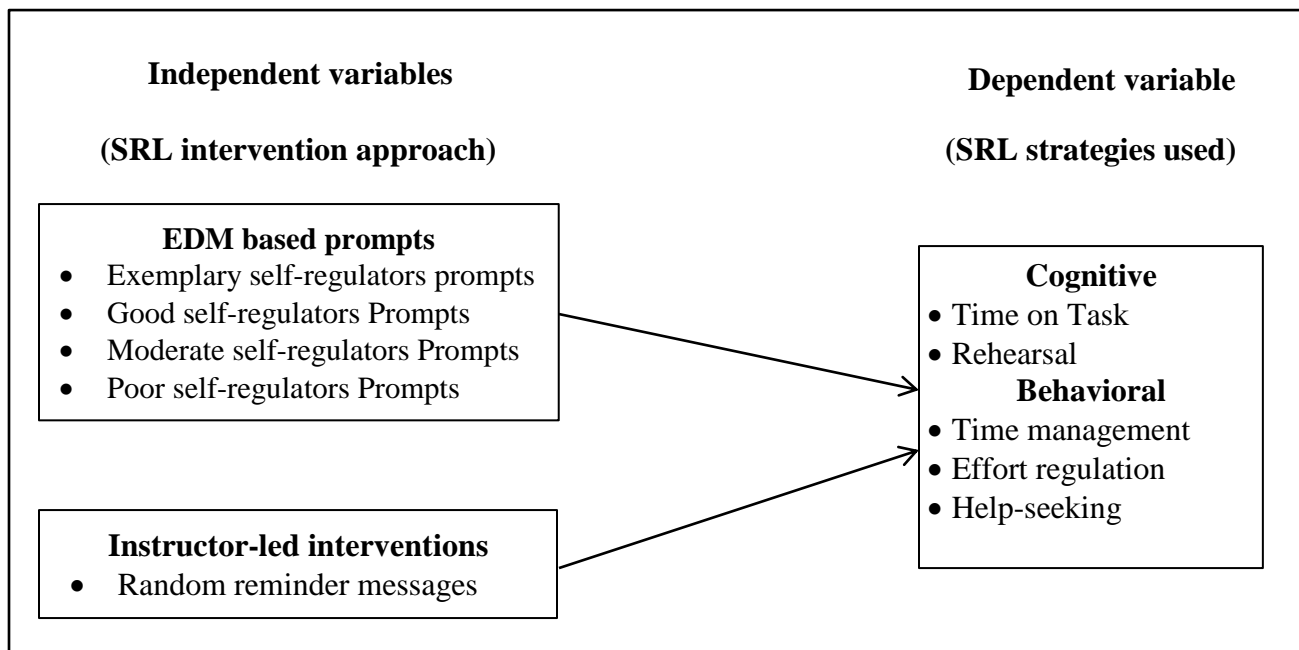 Independent variables
(SRL intervention approach)
EDM based prompts
• Exemplary self-regulators prompts
• Good self-regulators Prompts
• Moderate self-regulators Prompts
• Poor self-regulators Prompts
Instructor-led interventions
• Random reminder messages
Dependent variable
(SRL strategies used)
Cognitive
• Time on Task
• Rehearsal
Behavioral
• Time management
• Effort regulation
• Help-seeking